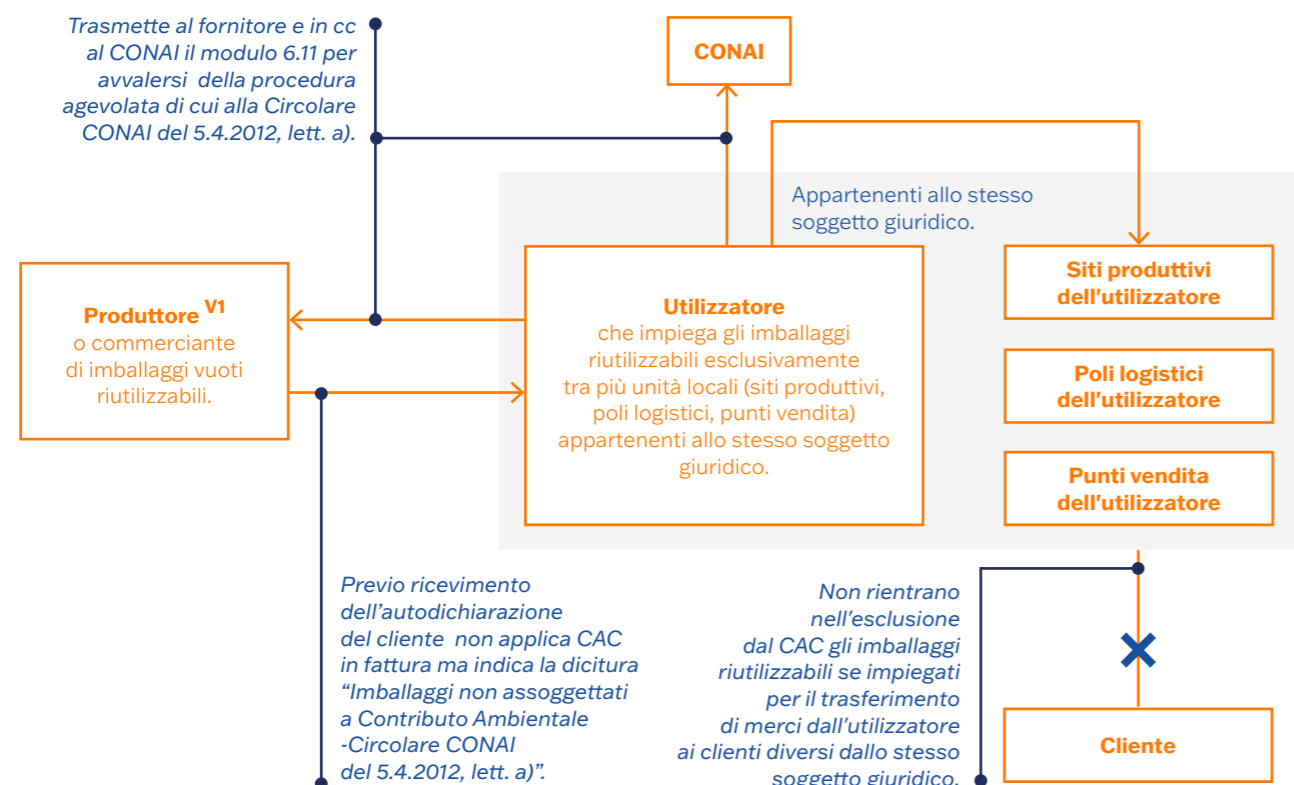 Trasmette al fornitore e in cc
al CONAI il modulo 6.11 per
avvalersi della procedura
agevolata di cui alla Circolare
CONAI del 5.4.2012, lett. a).
CONAI
Appartenenti allo stesso
soggetto giuridico.
Produttore V1
o commerciante
di imballaggi vuoti
riutilizzabili.
Utilizzatore
che impiega gli imballaggi
riutilizzabili esclusivamente
tra più unità locali (siti produttivi,
poli logistici, punti vendita)
appartenenti allo stesso soggetto
giuridico.
Siti produttivi
dell'utilizzatore
Poli logistici
dell'utilizzatore
Punti vendita
dell'utilizzatore
Previo ricevimento
dell’autodichiarazione
del cliente non applica CAC
in fattura ma indica la dicitura
“Imballaggi non assoggettati
a Contributo Ambientale
-Circolare CONAI
del 5.4.2012, lett. a)”.
Non rientrano
nell'esclusione
dal CAC gli imballaggi
riutilizzabili se impiegati
per il trasferimento
di merci dall'utilizzatore
ai clienti diversi dallo stesso
soggetto giuridico.
Cliente